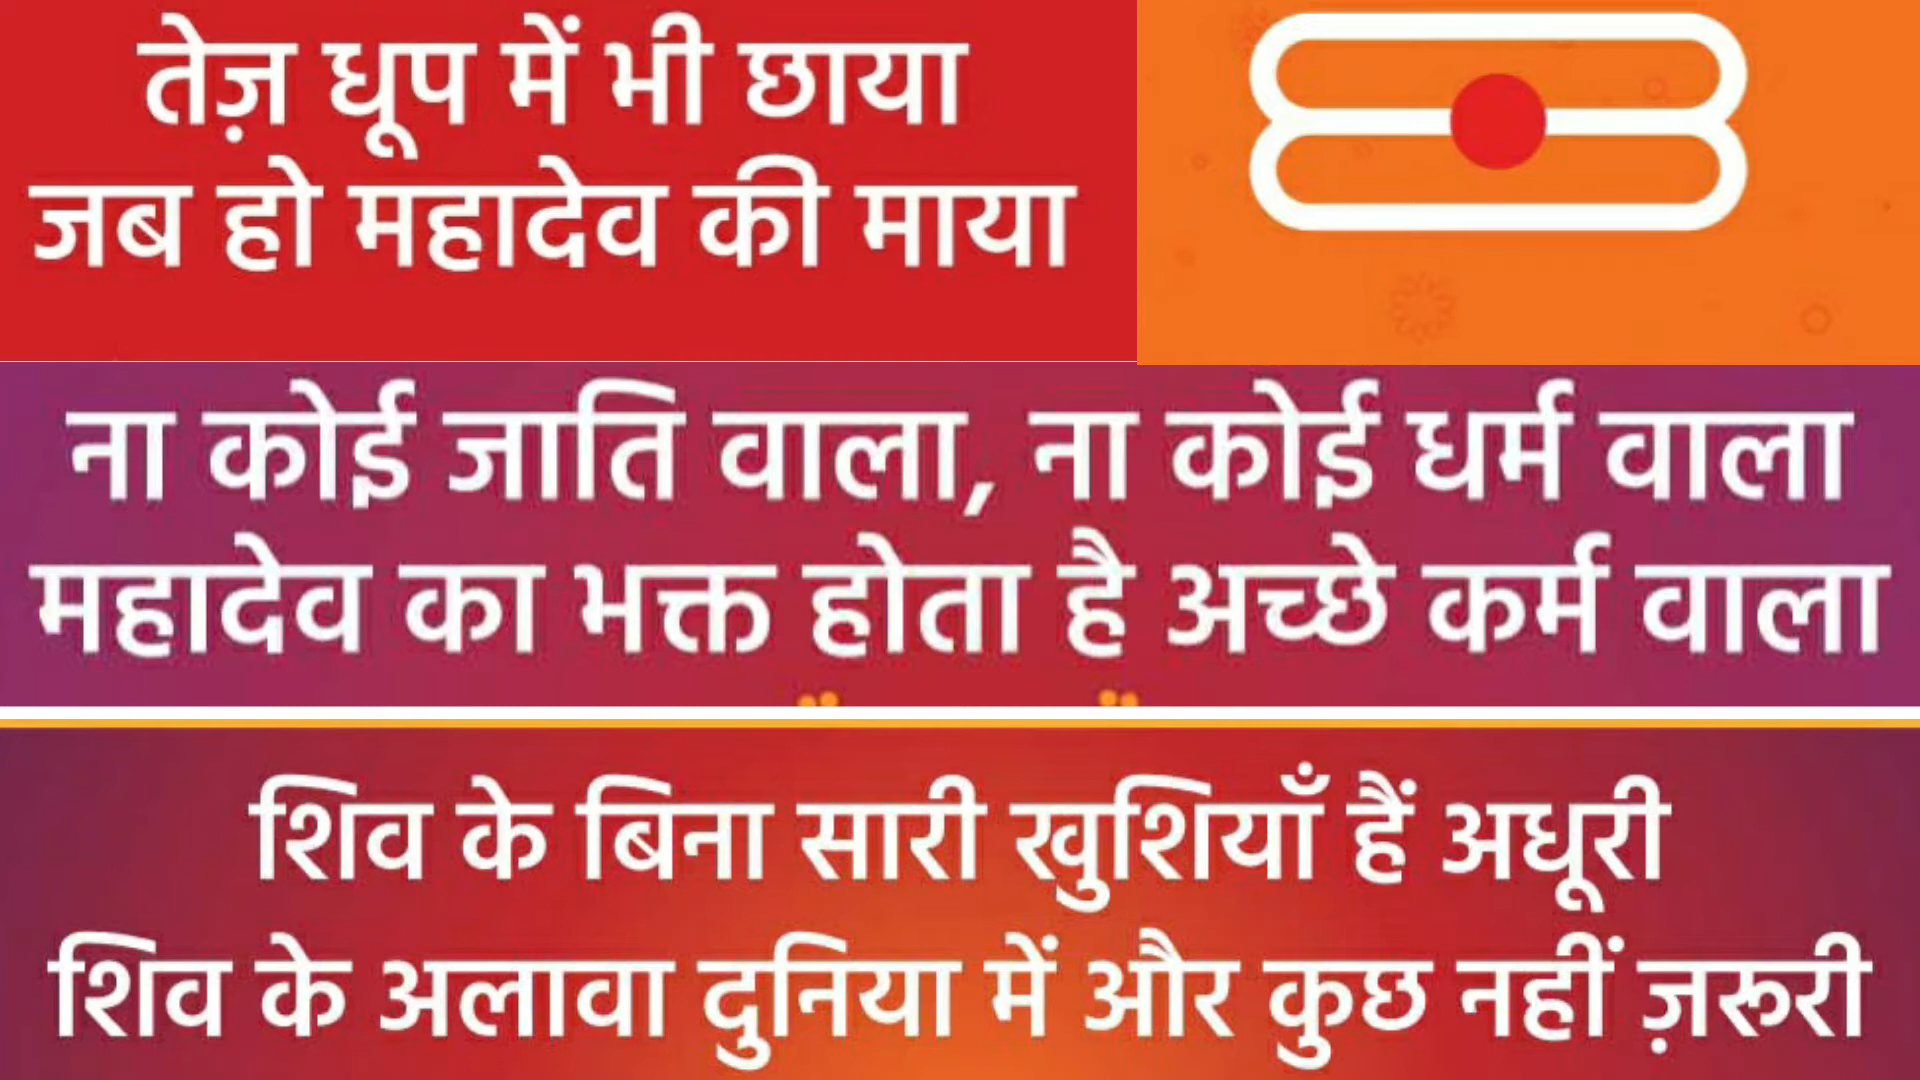 तेज़ धूप में भी छाया
जब हो महादेव की माया
ना कोई जाति वाला, ना कोई धर्म वाला
महादेव का भक्त होता है अच्छे कर्म वाला
शिव के बिना सारी खुशियाँ हैं अधूरी
शिव के अलावा दुनिया में और कुछ नहीं ज़रूरी